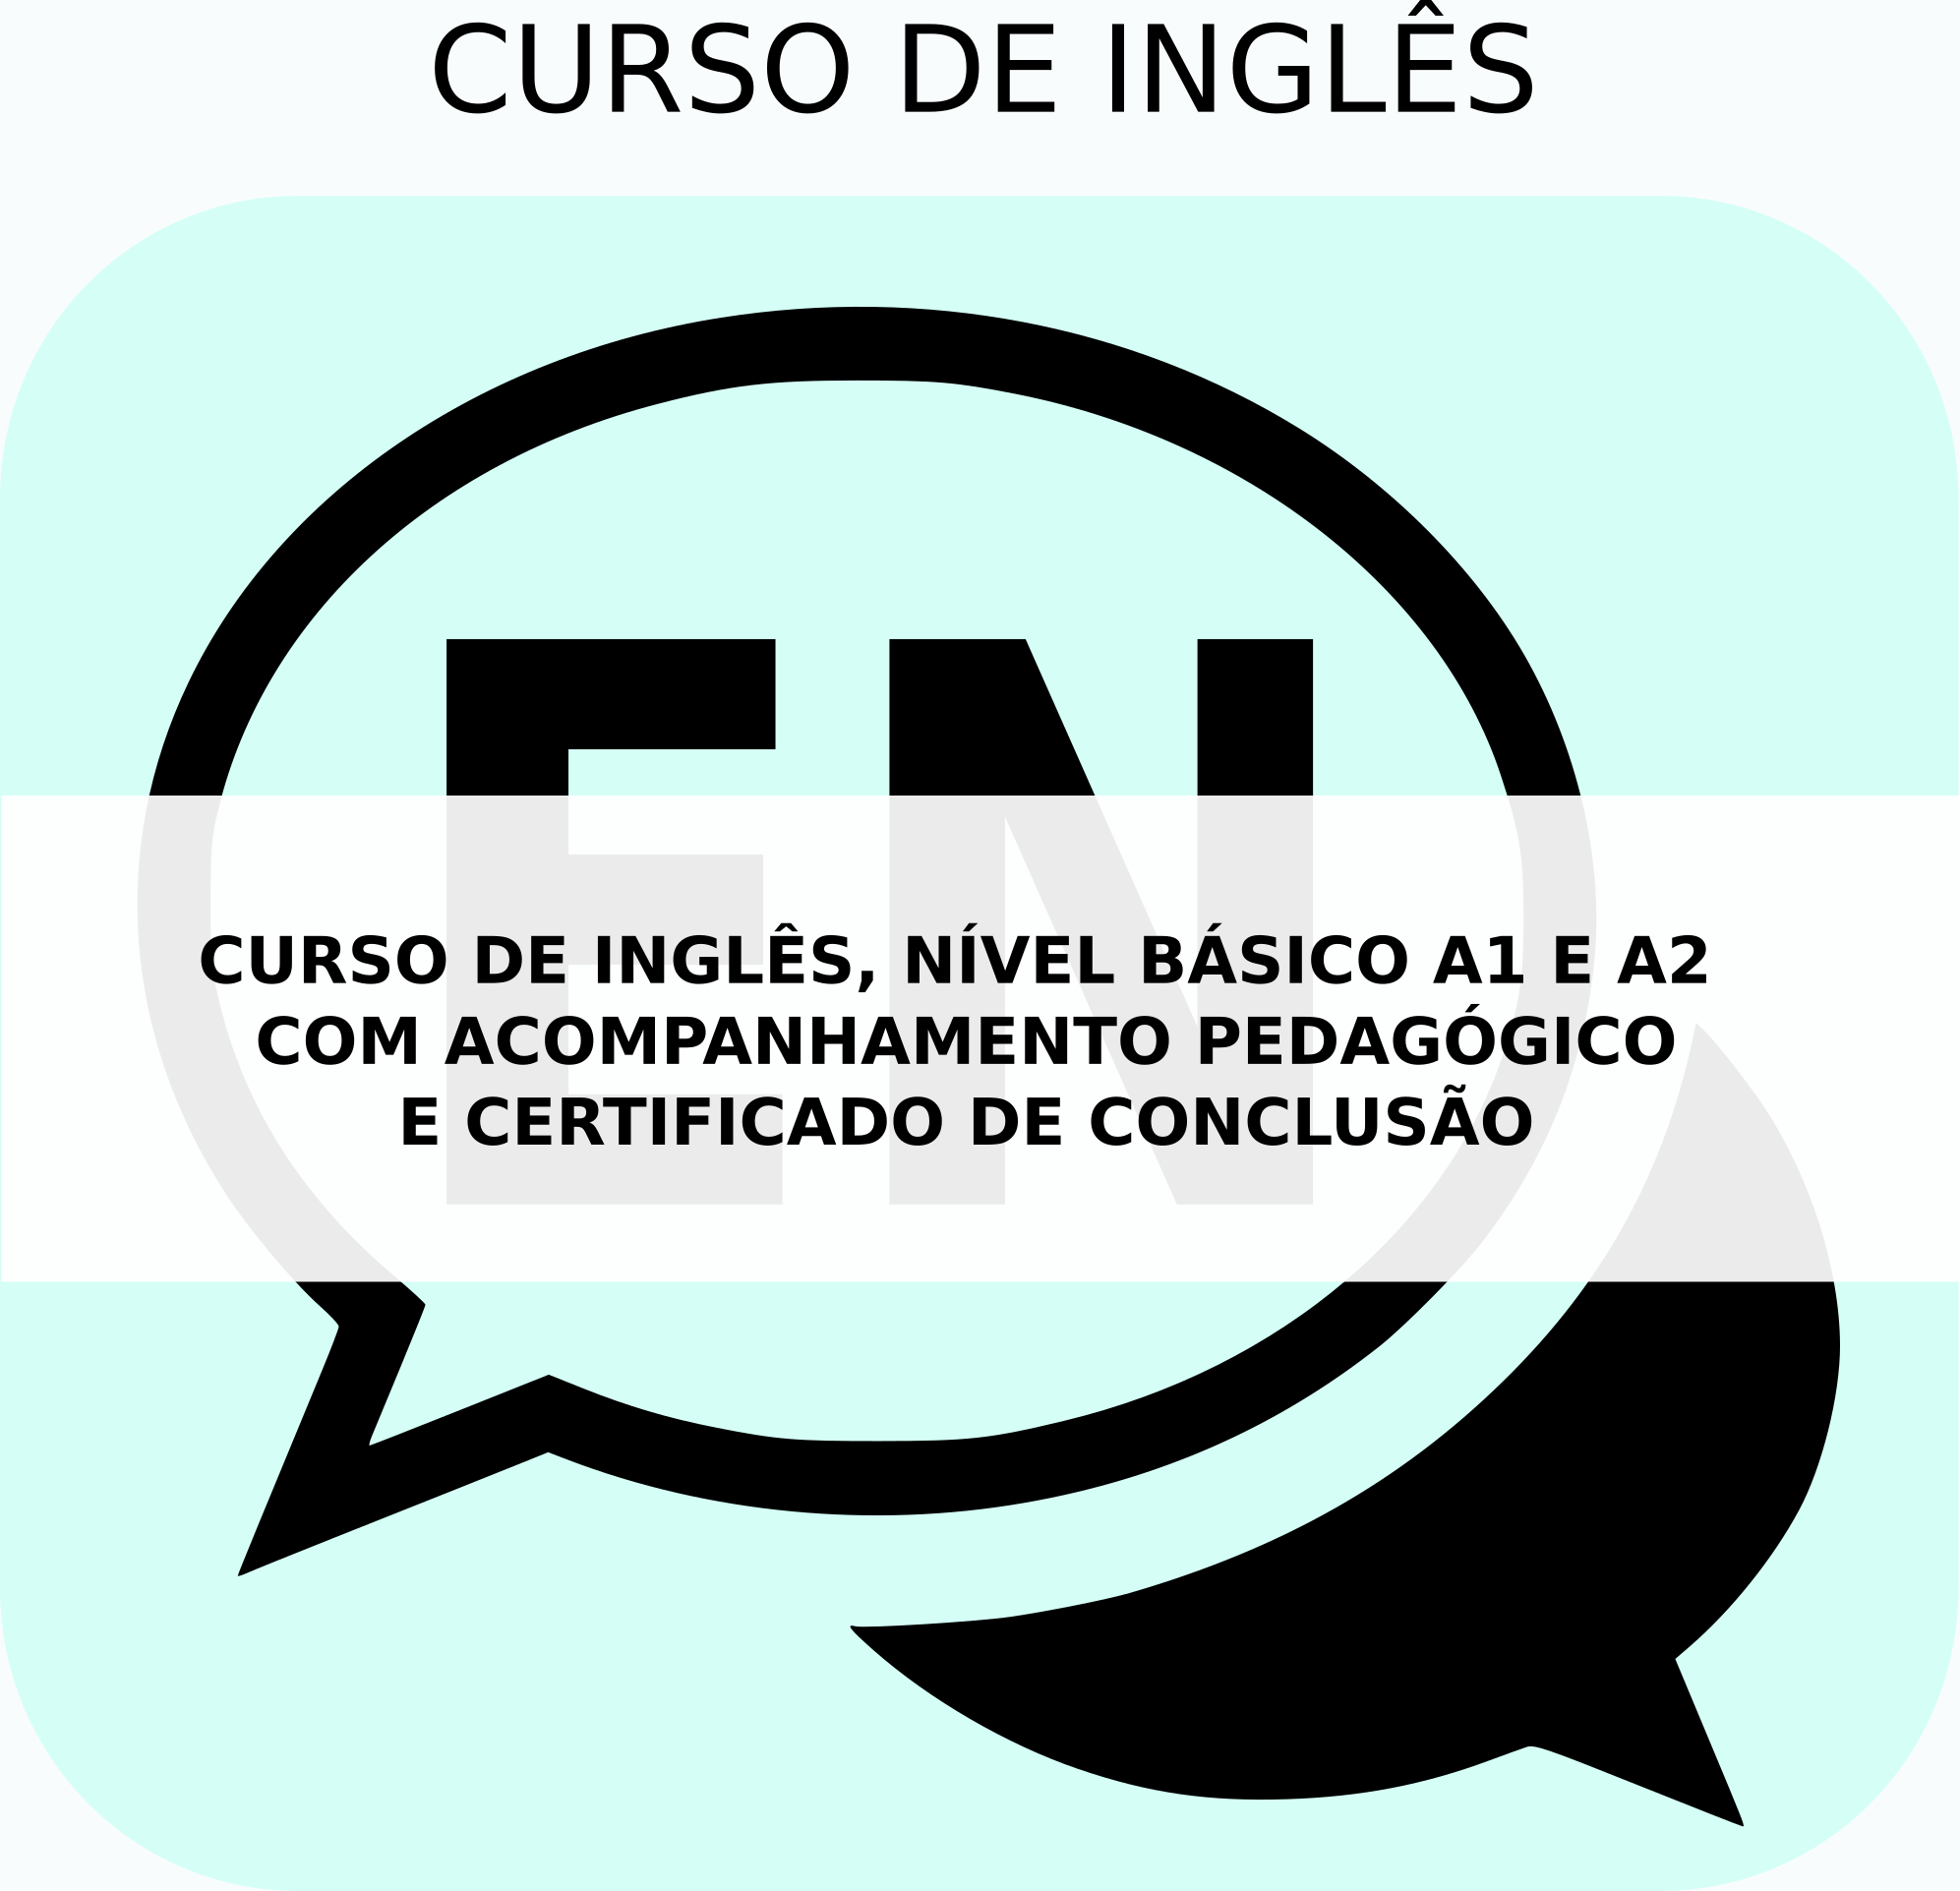 CURSO DE INGLÊS
EN
CURSO DE INGLÊS, NÍVEL BÁSICO A1 E A2
COM ACOMPANHAMENTO PEDAGÓGICO
E CERTIFICADO DE CONCLUSÃO